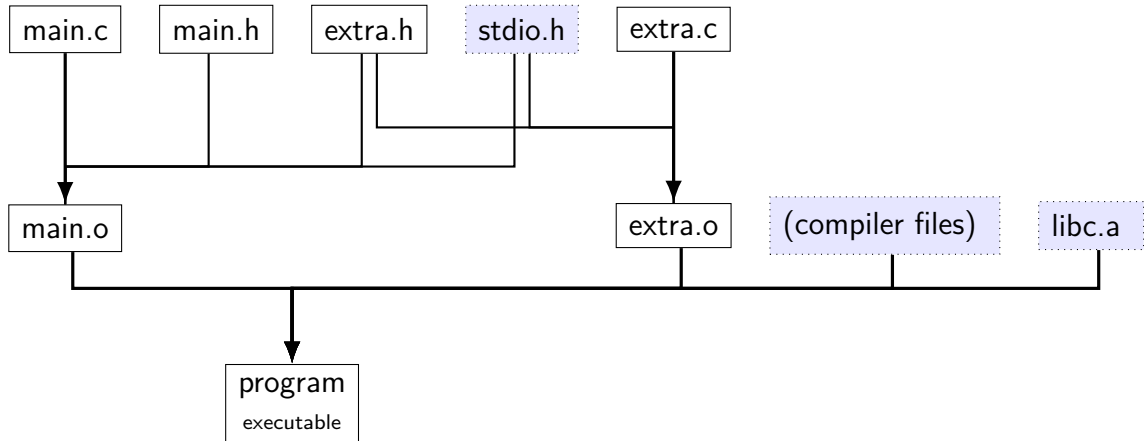 main.c
main.h
extra.h
stdio.h
extra.c
main.o
extra.o
(compiler files)
libc.a
program
executable